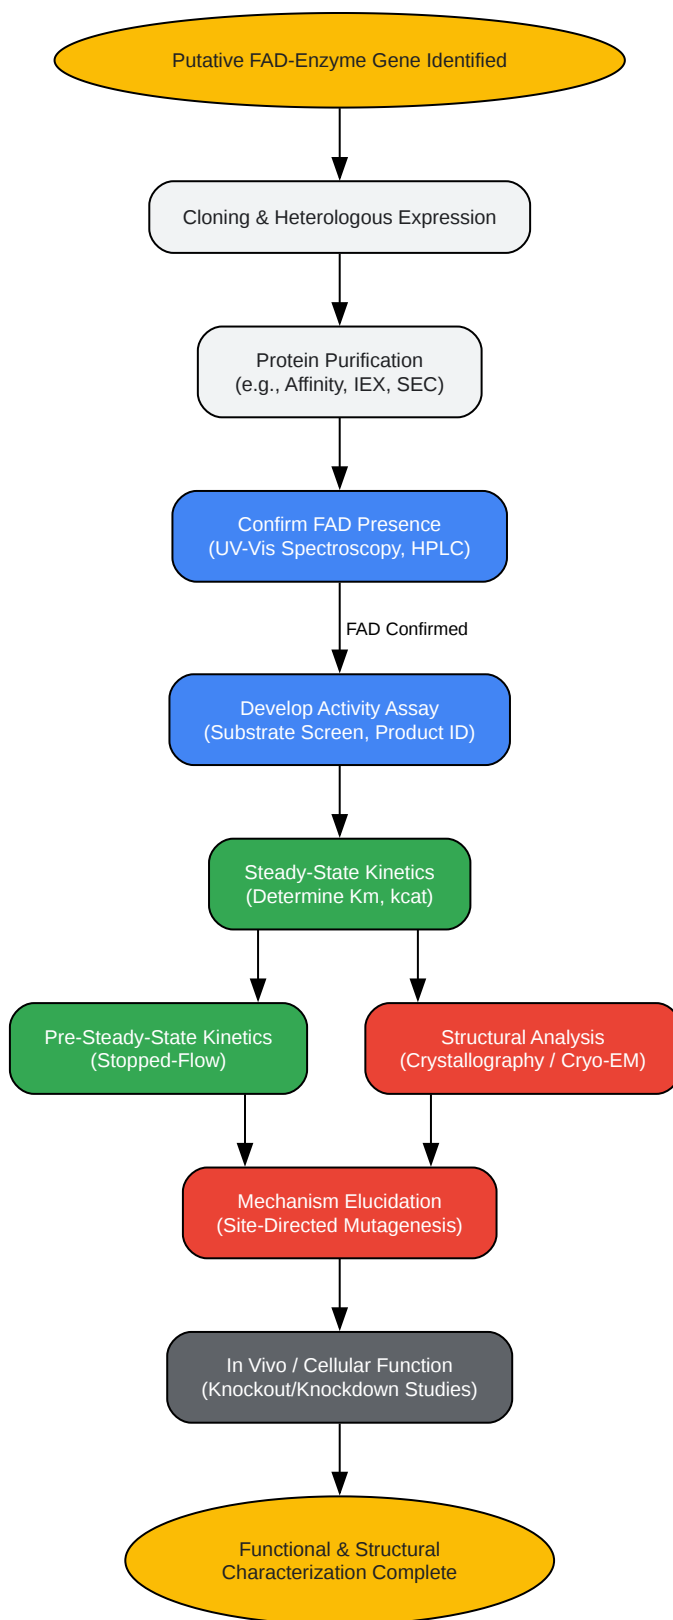 Putative FAD-Enzyme Gene Identified
Cloning & Heterologous Expression
Protein Purification
(e.g., Affinity, IEX, SEC)
Confirm FAD Presence
(UV-Vis Spectroscopy, HPLC)
FAD Confirmed
Develop Activity Assay
(Substrate Screen, Product ID)
Steady-State Kinetics
(Determine Km, kcat)
Pre-Steady-State Kinetics
(Stopped-Flow)
Structural Analysis
(Crystallography / Cryo-EM)
Mechanism Elucidation
(Site-Directed Mutagenesis)
In Vivo / Cellular Function
(Knockout/Knockdown Studies)
Functional & Structural
Characterization Complete